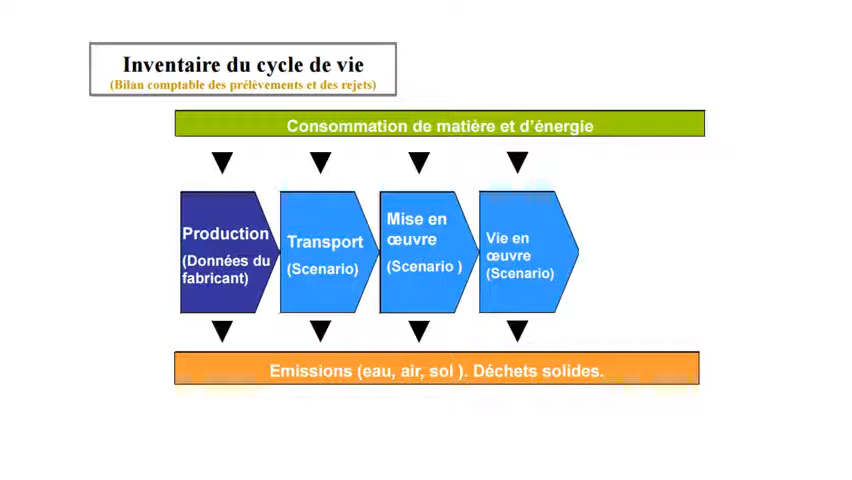 Inventaire du cycle de vie
(Bilan comptable des prélèvements et des rejets)
Consommation de matière et d'énergie
Production
(Données du
fabricant)
Transport
(Scenario)
Mise en
œuvre
(Scenario )
Vie en
œuvre
(Scenario)
Emissions (eau, air, sol ). Déchets solides.